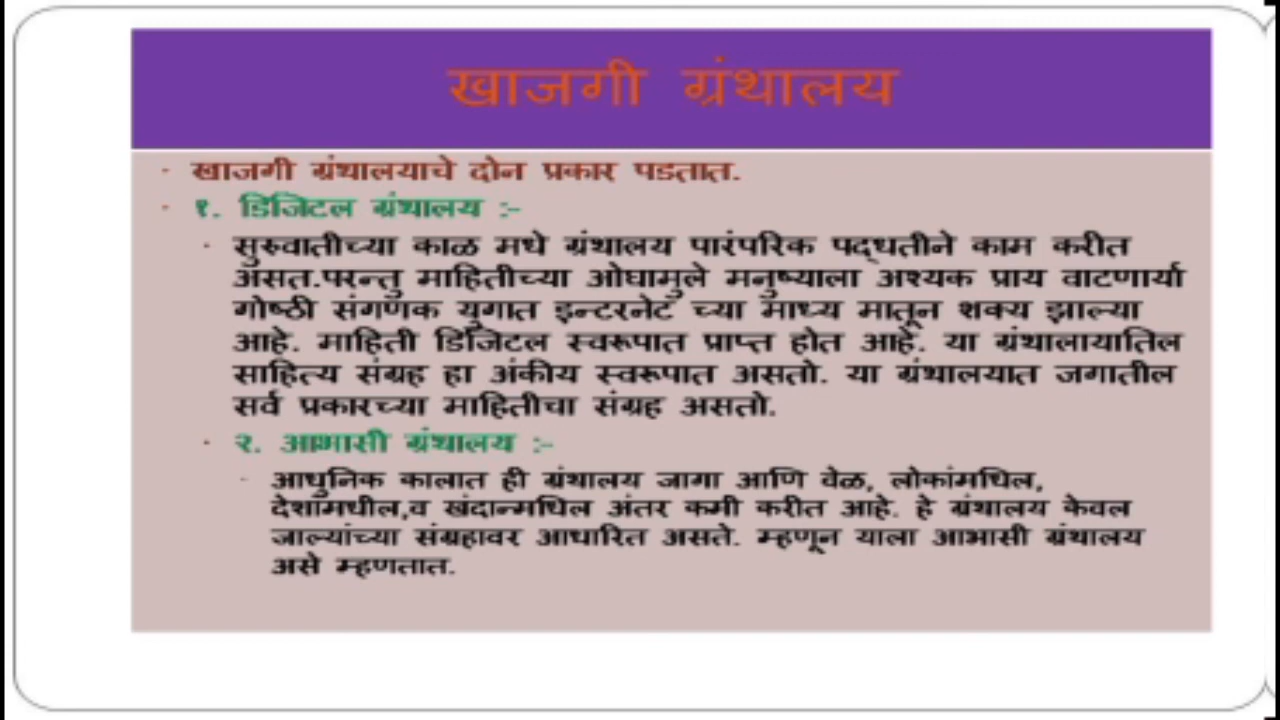 खाजगी ग्रंथालय
• खाजगी ग्रंथालयाचे दोन प्रकार पडतात.
• १. डिजिटल ग्रंथालय :-
• सुरुवातीच्या काळ मधे ग्रंथालय पारंपरिक पद्धतीने काम करीत
असत.परन्तु माहितीच्या ओघामुले मनुष्याला अश्यक प्राय वाटणार्या
गोष्ठी संगणक युगात इन्टरनेट च्या माध्य मातून शक्य झाल्या
आहे. माहिती डिजिटल स्वरूपात प्राप्त होत आहे. या ग्रंथालायातिल
साहित्य संग्रह हा अंकीय स्वरूपात असतो. या ग्रंथालयात जगातील
सर्व प्रकारच्या माहितीचा संग्रह असतो.
• २. आभासी ग्रंथालय :-
• आधुनिक कालात ही ग्रंथालय जागा आणि वेळ, लोकांमधिल,
देशांमधील,व खंदान्मधिल अंतर कमी करीत आहे. हे ग्रंथालय केवल
जाल्यांच्या संग्रहावर आधारित असते. म्हणून याला आभासी ग्रंथालय
असे म्हणतात.